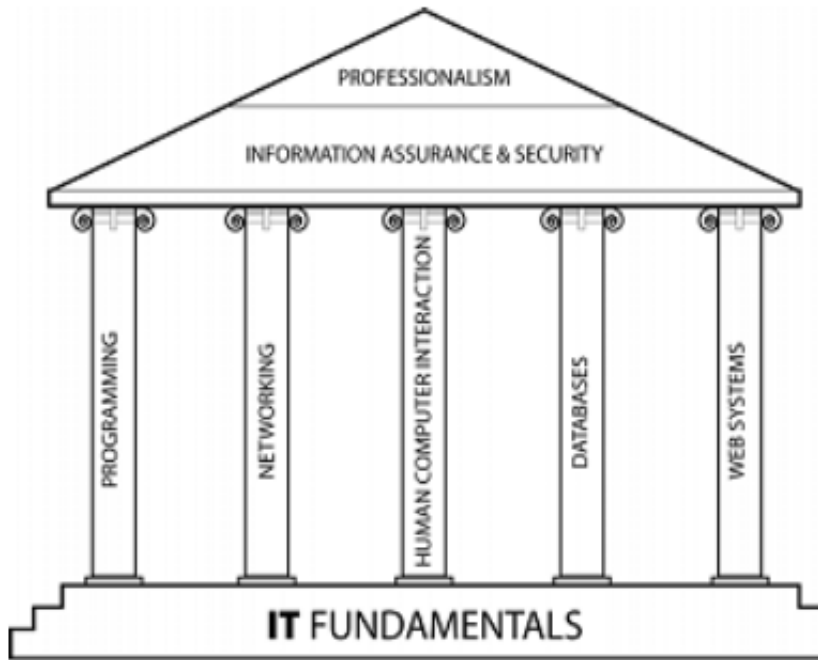 PROFESSIONALISM
INFORMATION ASSURANCE & SECURITY
PROGRAMMING
NETWORKING
HUMAN COMPUTER INTERACTION
DATABASES
WEB SYSTEMS
IT FUNDAMENTALS